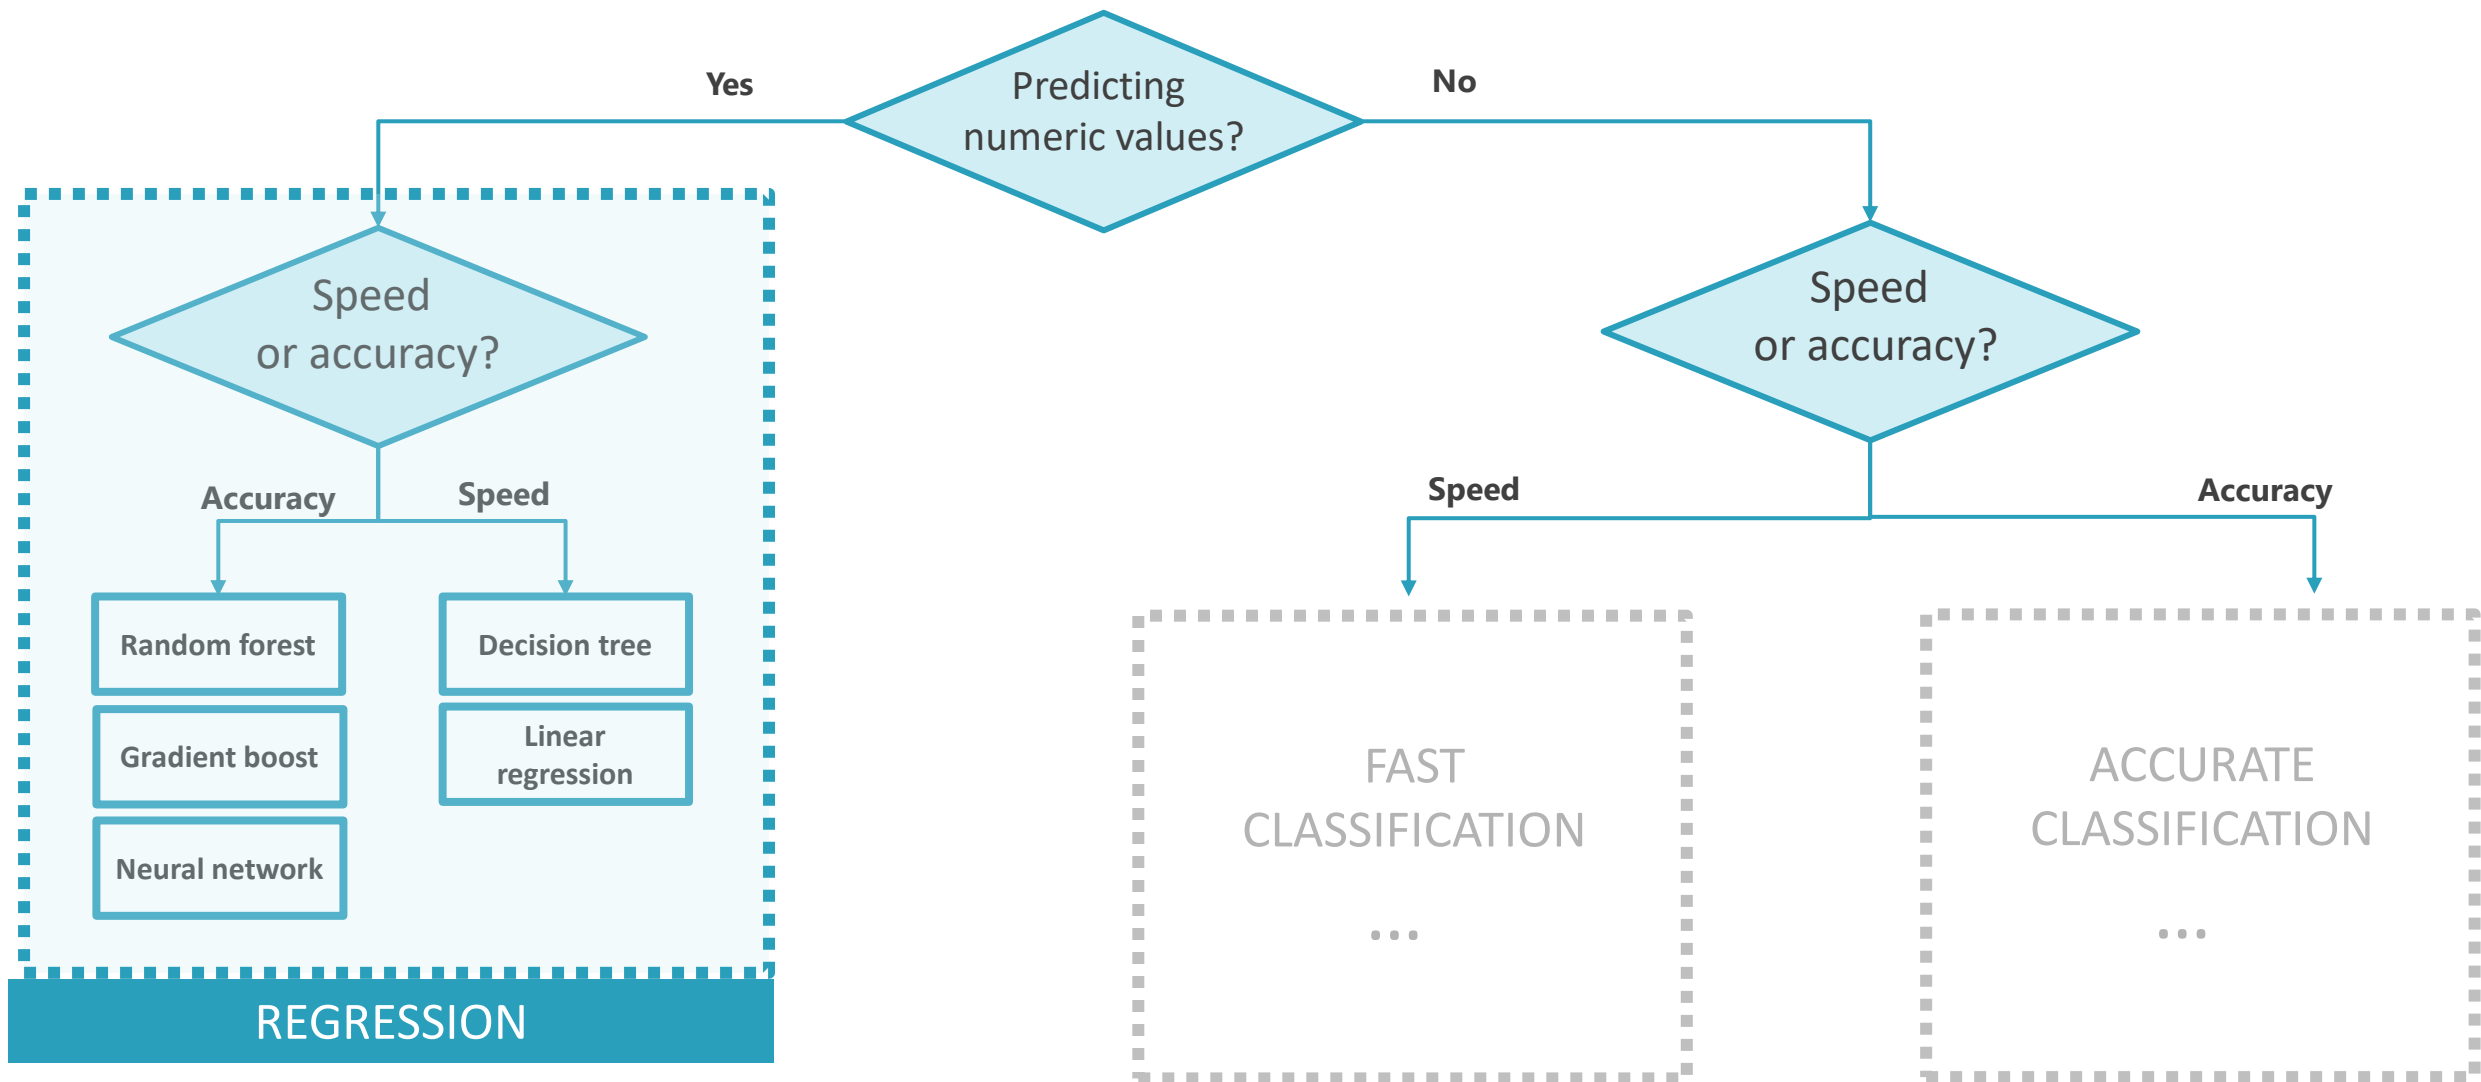 Predicting
numeric values?
Yes
No
Speed
or accuracy?
Accuracy
Speed
Random forest
Gradient boost
Neural network
Decision tree
Linear
regression
REGRESSION
Speed
or accuracy?
Speed
Accuracy
FAST
CLASSIFICATION
...
ACCURATE
CLASSIFICATION
...